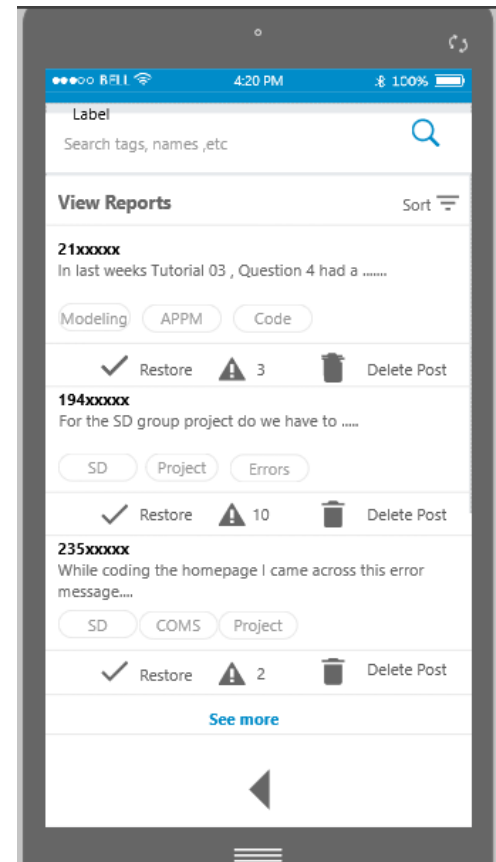 BELL 4:20 PM 100%
Label
Search tags, names ,etc
View Reports Sort
21xxxxx
In last weeks Tutorial 03 , Question 4 had a .......
Modeling APPM Code
Restore 3 Delete Post
194xxxxx
For the SD group project do we have to .....
SD Project Errors
Restore 10 Delete Post
235xxxxx
While coding the homepage I came across this error
message....
SD COMS Project
Restore 2 Delete Post
See more